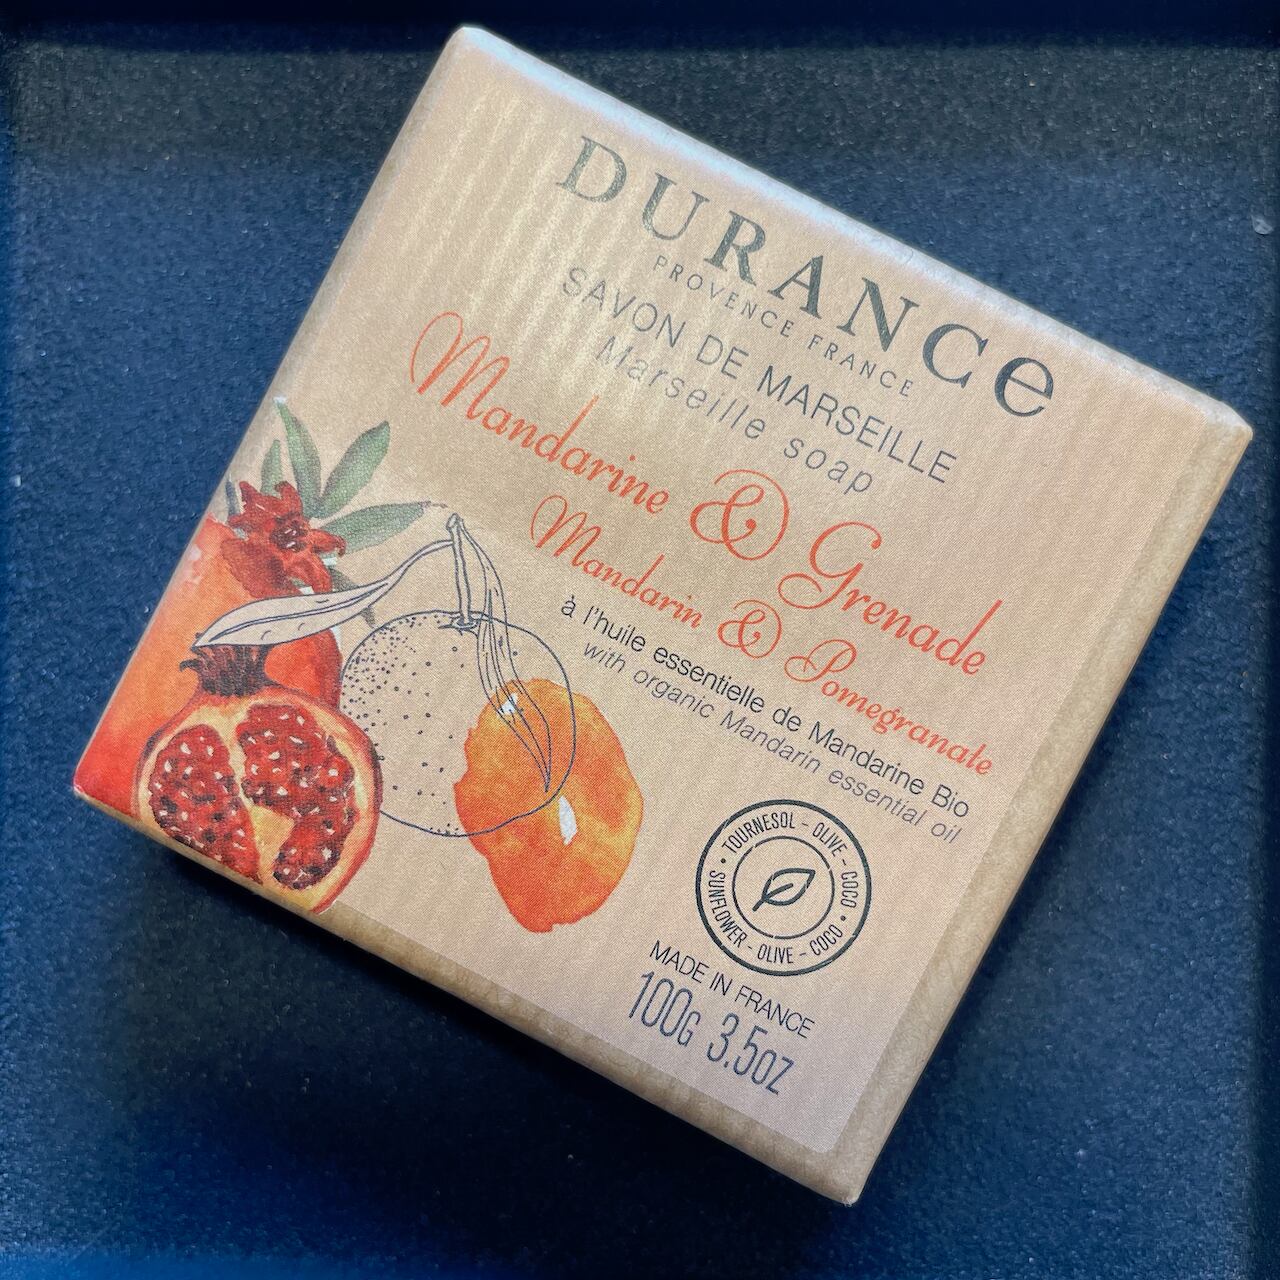 DURANCe
PROVENCE FRANCE
SAVON DE MARSEILLE
Marseille soap
Mandarine & Grenade
Mandarin & Pomegranate
à l'huile essentielle de Mandarine Bio
with organic Mandarin essential oil
TOURNESOL - OLIVE - COCO •
SUNFLOWER - OLIVE - COCO •
MADE IN FRANCE
100G 3.5OZ